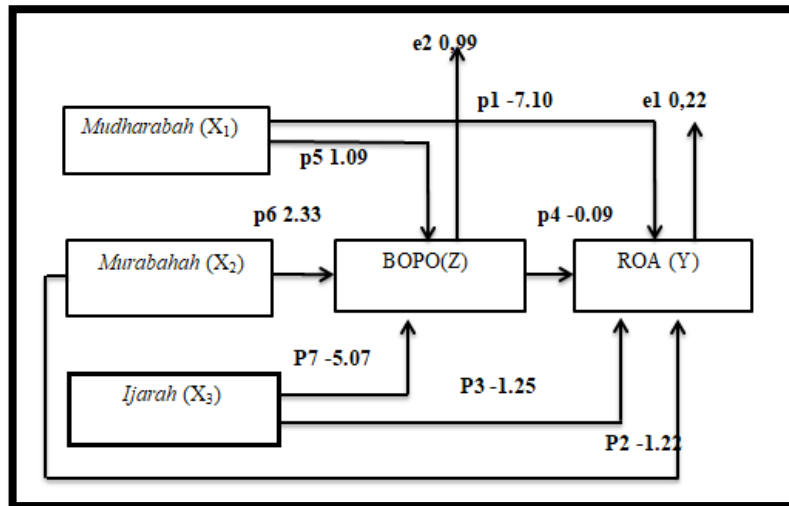 e2 0,99
p1 -7.10
e1 0,22
Mudharabah (X₁)
p5 1.09
p6 2.33
p4 -0.09
Murabahah (X₂)
BOPO(Z)
ROA (Y)
P7 -5.07
P3 -1.25
Ijarah (X₃)
P2 -1.22